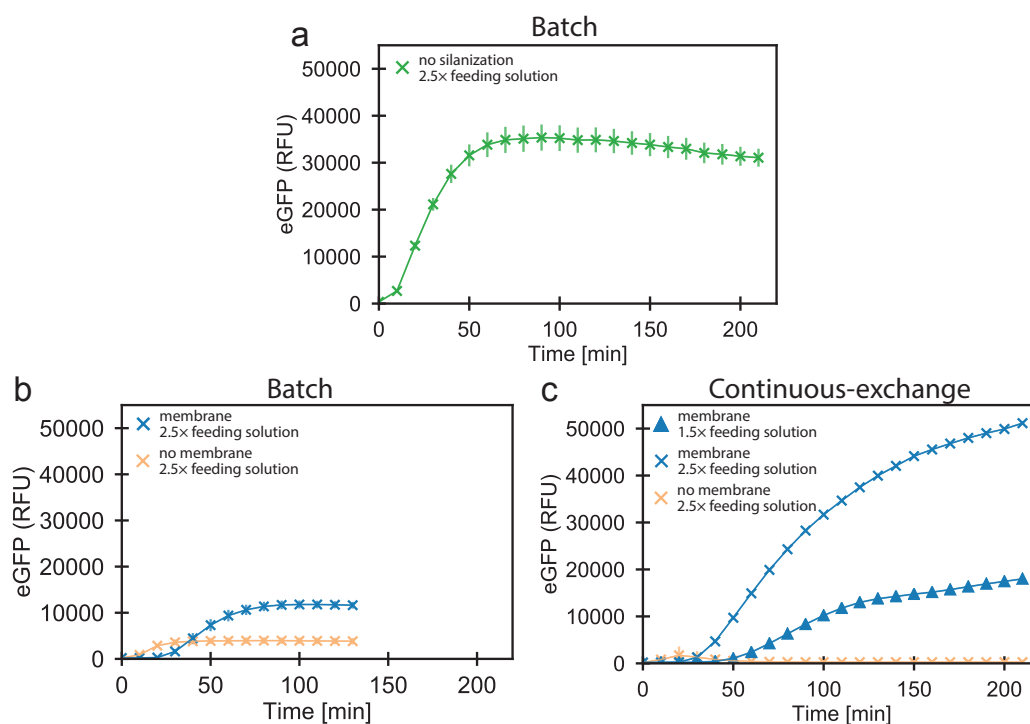 a
Batch
no silanization
2.5× feeding solution
50000
40000
30000
20000
10000
0
eGFP (RFU)
0 50 100 150 200
Time [min]
b
Batch
membrane
2.5× feeding solution
no membrane
2.5× feeding solution
50000
40000
30000
20000
10000
0
eGFP (RFU)
0 50 100 150 200
Time [min]
c
Continuous-exchange
membrane
1.5× feeding solution
membrane
2.5× feeding solution
no membrane
2.5× feeding solution
50000
40000
30000
20000
10000
0
eGFP (RFU)
0 50 100 150 200
Time [min]